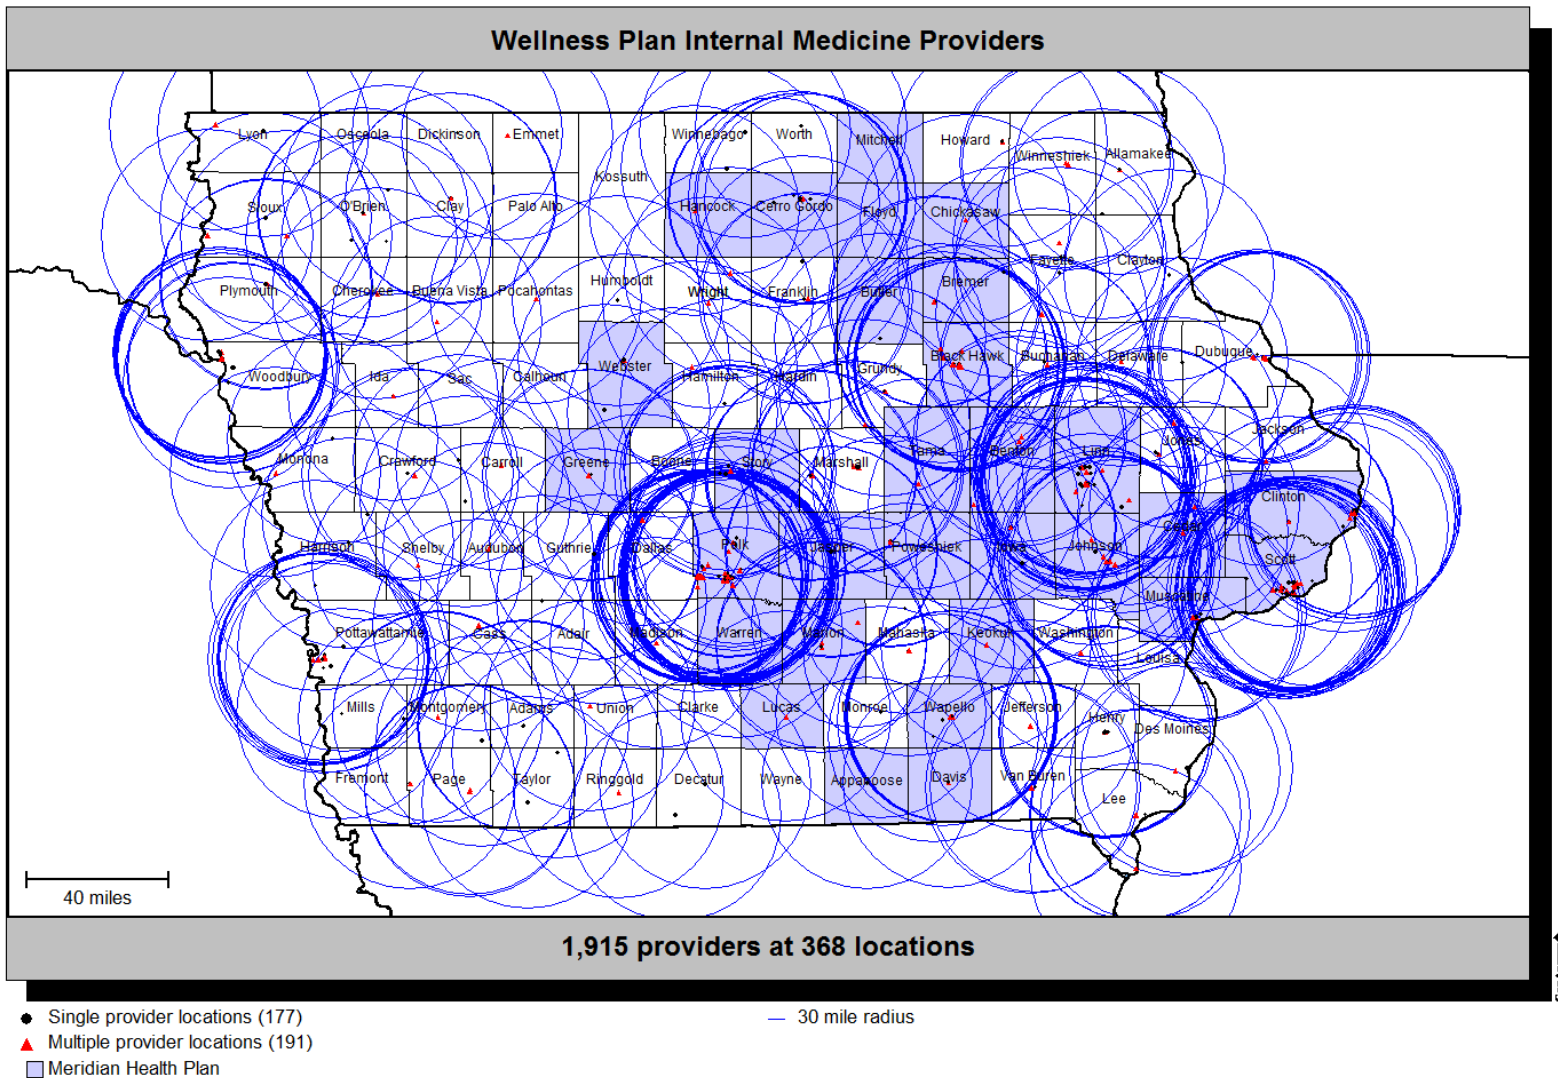 Wellness Plan Internal Medicine Providers
Lyon Osceola Dickinson Emmet Winnebago Worth Mitchell Howard Winneshiek Allamakee
Kossuth
Sioux O'Brien Clay Palo Alto Hancock Cerro Gordo Floyd Chickasaw
Fayette Clayton
Plymouth Cherokee Buena Vista Pocahontas Humboldt Wright Franklin Butler Bremer
Woodbury Ida Sac Calhoun Webster Hamilton Hardin Grundy Black Hawk Buchanan Delaware Dubuque
Monona Crawford Carroll Greene Boone Story Marshall Tama Benton Linn Jones Jackson
Clinton
Harrison Shelby Audubon Guthrie Dallas Polk Jasper Poweshiek Iowa Johnson Cedar Scott
Muscatine
Pottawattamie Cass Adair Madison Warren Marion Mahaska Keokuk Washington
Louisa
Mills Montgomery Adams Union Clarke Lucas Monroe Wapello Jefferson Henry Des Moines
Fremont Page Taylor Ringgold Decatur Wayne Appanoose Davis Van Buren
Lee
40 miles
1,915 providers at 368 locations
Single provider locations (177)
30 mile radius
Multiple provider locations (191)
Meridian Health Plan